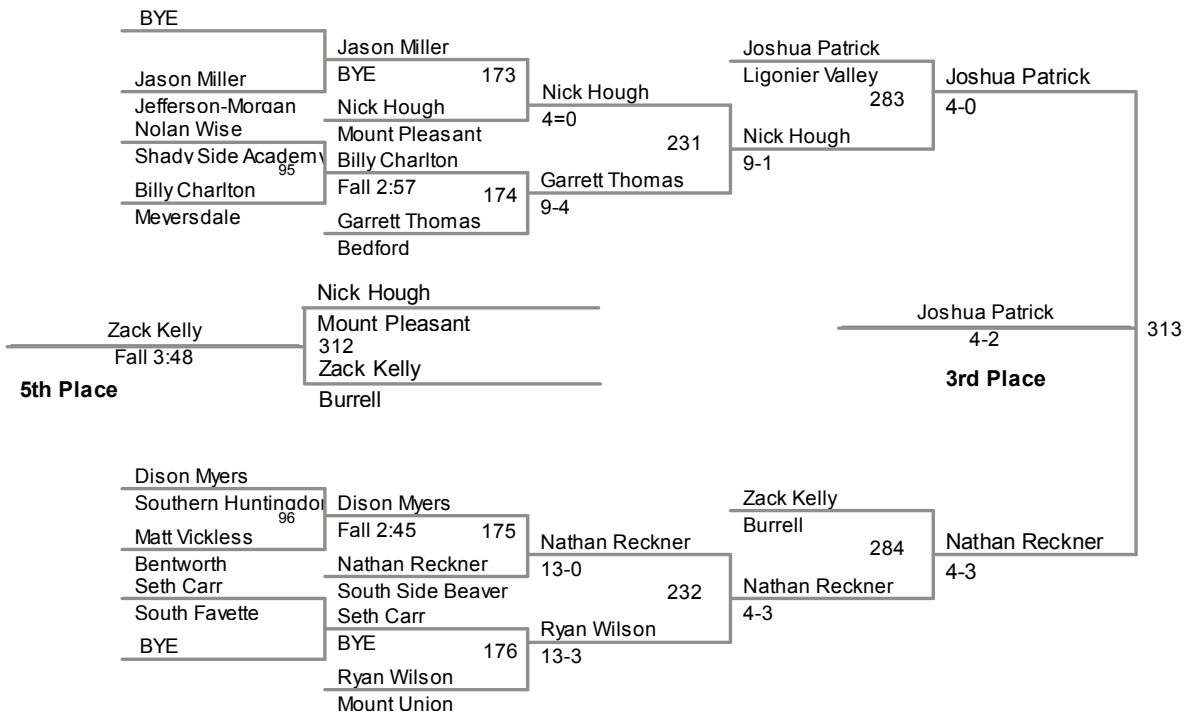 BYE
Jason Miller
Jefferson-Morgan
Nolan Wise
Shady Side Academy
95
Billy Charlton
Meyersdale
Jason Miller
BYE
173
Nick Hough
Mount Pleasant
Billy Charlton
Fall 2:57
174
Garrett Thomas
Bedford
Nick Hough
4=0
231
Garrett Thomas
9-4
Joshua Patrick
Ligonier Valley
283
Nick Hough
9-1
Joshua Patrick
4-0
Nick Hough
Mount Pleasant
312
Zack Kelly
Burrell
Zack Kelly
Fall 3:48
5th Place
Joshua Patrick
4-2
313
3rd Place
Dison Myers
Southern Huntingdon
96
Matt Vickless
Bentworth
Seth Carr
South Fayette
BYE
Dison Myers
Fall 2:45
175
Nathan Reckner
South Side Beaver
Seth Carr
BYE
176
Ryan Wilson
Mount Union
Nathan Reckner
13-0
232
Ryan Wilson
13-3
Zack Kelly
Burrell
284
Nathan Reckner
4-3
Nathan Reckner
4-3